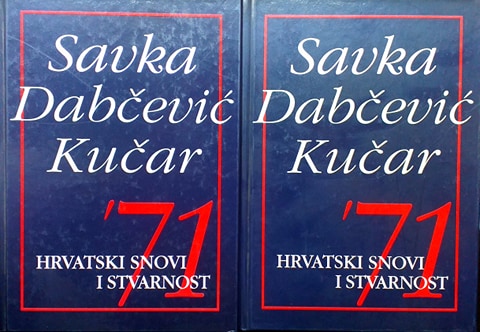 Savka
Dabčević
Kučar
'71
HRVATSKI SNOVI
I STVARNOST
Savka
Dabčević
Kučar
'71
HRVATSKI SNOVI
I STVARNOST